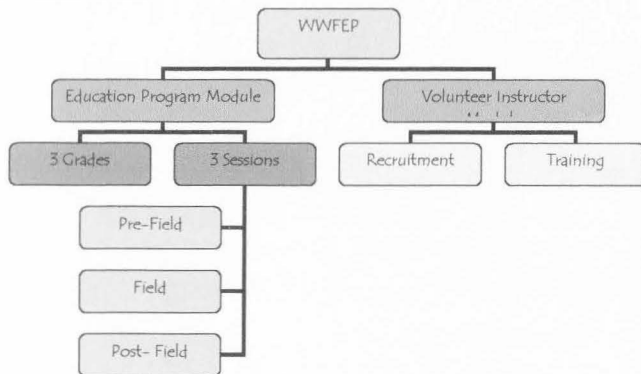 WWFEP
Education Program Module
Volunteer Instructor
3 Grades
3 Sessions
Recruitment
Training
Pre-Field
Field
Post- Field